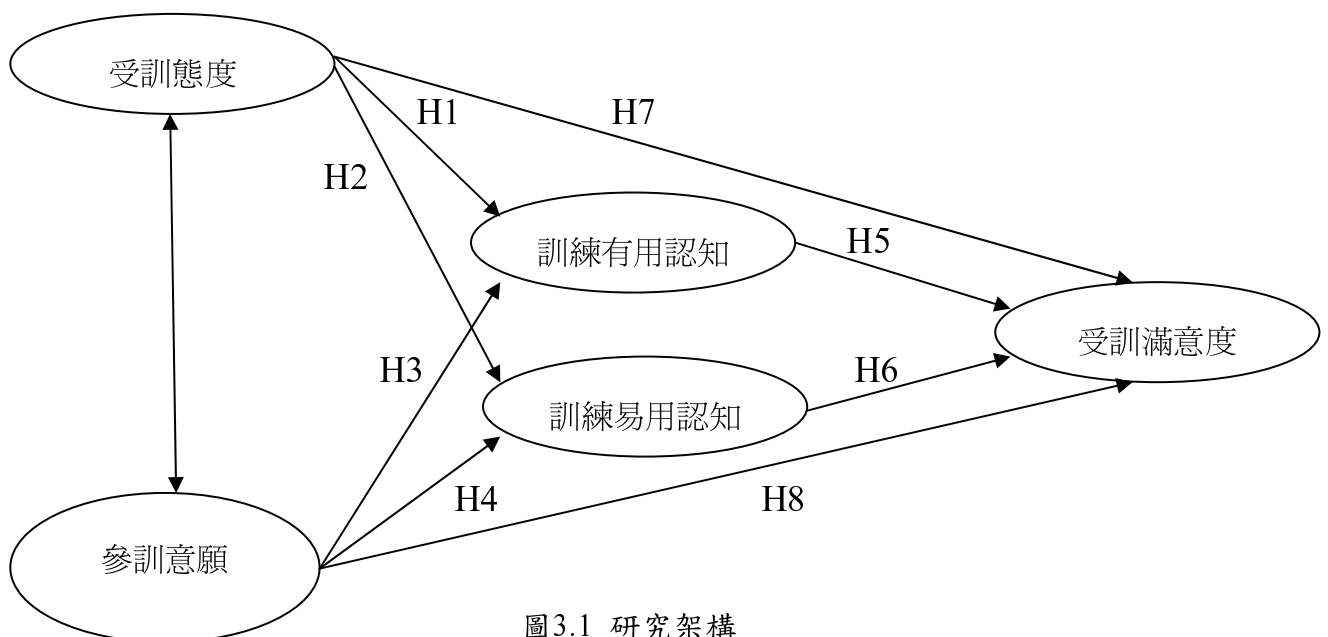 受訓態度
H1
H7
H2
訓練有用認知
H5
受訓滿意度
H3
H6
訓練易用認知
H4
H8
參訓意願
圖3.1 研究架構